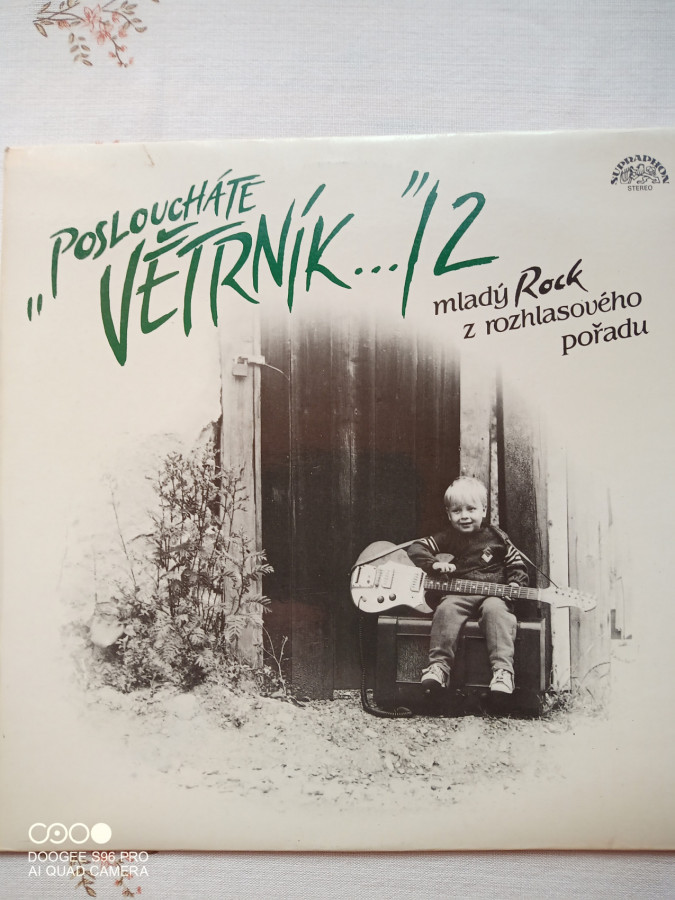 SUPRAPHON
STEREO
„POSLOUCHÁTE
VĚTRNÍK..."/2
mladý Rock
z rozhlasového
pořadu
DOOGEE S96 PRO
AI QUAD CAMERA